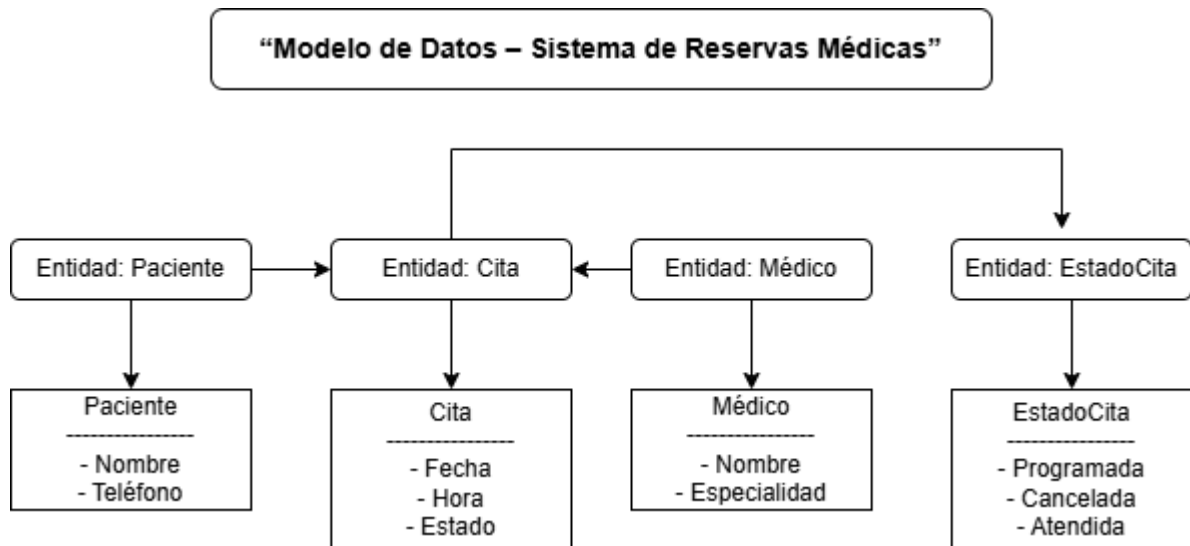 “Modelo de Datos – Sistema de Reservas Médicas”
Entidad: Paciente
Entidad: Cita
Entidad: Médico
Entidad: EstadoCita
Paciente
----------------
- Nombre
- Teléfono
Cita
----------------
- Fecha
- Hora
- Estado
Médico
----------------
- Nombre
- Especialidad
EstadoCita
----------------
- Programada
- Cancelada
- Atendida